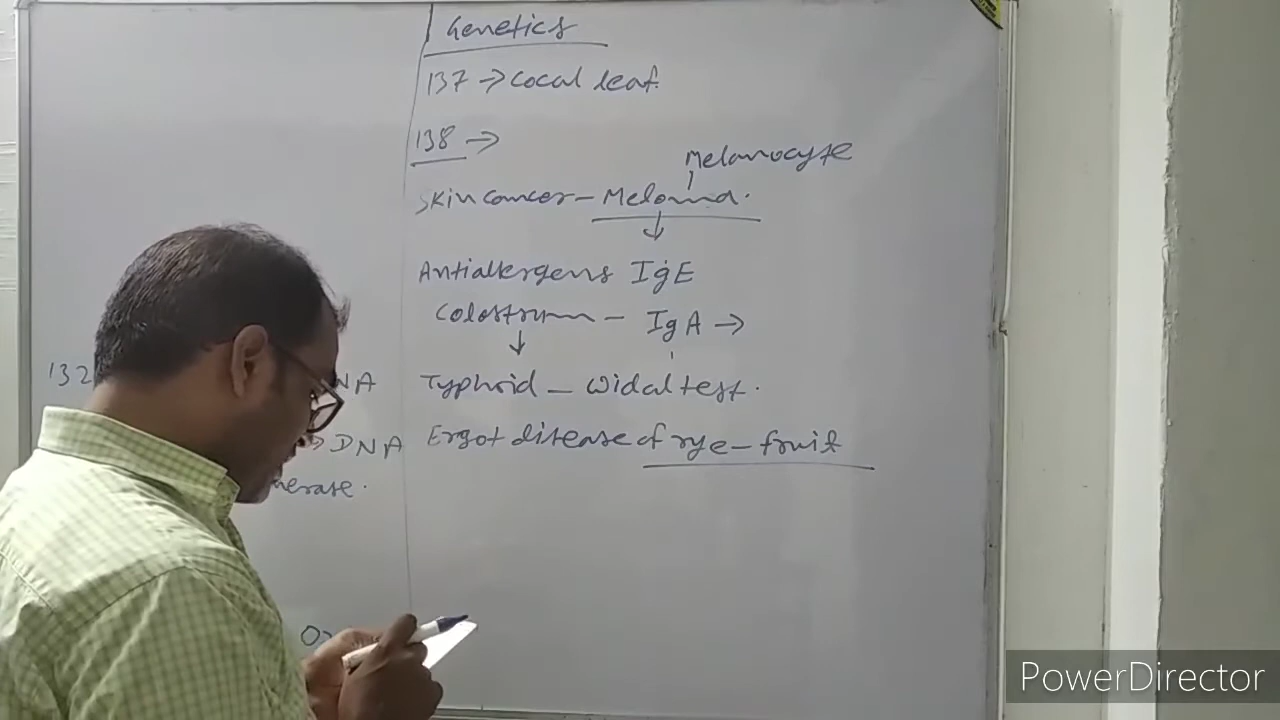 Genetics
137 → Cocal leaf.
138 →
Melanocyte
Skin cancer - Meloma.
Antiallergens IgE
Colostrum - IgA →
Typhoid - Widal test.
Ergot disease of rye - fruit
132
NA
→ DNA
merase.
PowerDirector